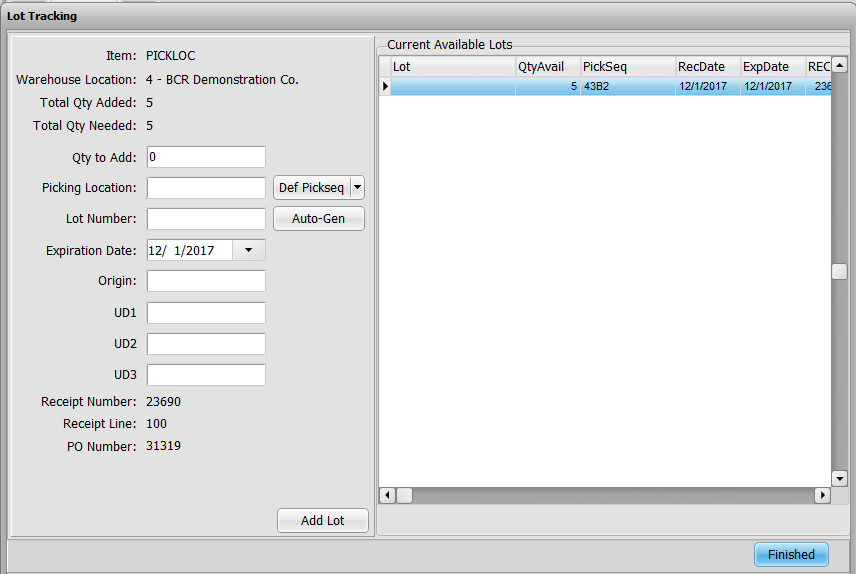 Lot Tracking
Item: PICKLOC
Warehouse Location: 4 - BCR Demonstration Co.
Total Qty Added: 5
Total Qty Needed: 5
Qty to Add: 0
Picking Location: Def Pickseq
Lot Number: Auto-Gen
Expiration Date: 12/ 1/2017
Origin:
UD1
UD2
UD3
Receipt Number: 23690
Receipt Line: 100
PO Number: 31319
Add Lot
Current Available Lots
Lot QtyAvail PickSeq RecDate ExpDate REC
5 43B2 12/1/2017 12/1/2017 236
Finished